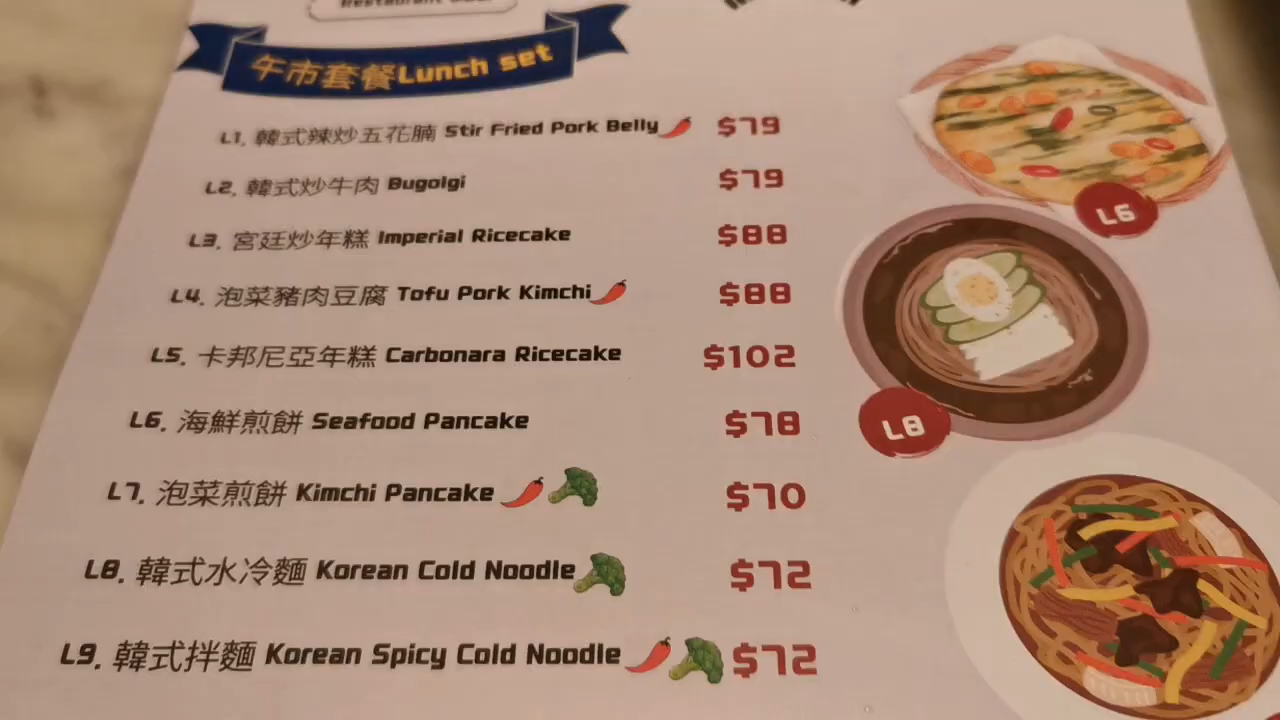 午市套餐Lunch set
L1. 韓式辣炒五花腩 Stir Fried Pork Belly $79
L2. 韓式炒牛肉 Bugolgi $79
L3. 宮廷炒年糕 Imperial Ricecake $88
L4. 泡菜豬肉豆腐 Tofu Pork Kimchi $88
L5. 卡邦尼亞年糕 Carbonara Ricecake $102
L6. 海鮮煎餅 Seafood Pancake $78
L7. 泡菜煎餅 Kimchi Pancake $70
L8. 韓式水冷麵 Korean Cold Noodle $72
L9. 韓式拌麵 Korean Spicy Cold Noodle $72
L6
L8